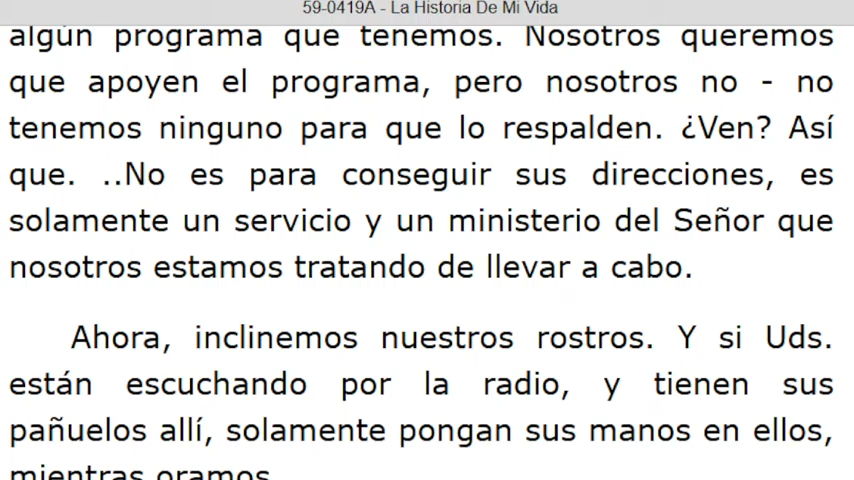 59-0419A - La Historia De Mi Vida
algún programa que tenemos. Nosotros queremos
que apoyen el programa, pero nosotros no - no
tenemos ninguno para que lo respalden. ¿Ven? Así
que. ..No es para conseguir sus direcciones, es
solamente un servicio y un ministerio del Señor que
nosotros estamos tratando de llevar a cabo.
Ahora, inclinemos nuestros rostros. Y si Uds.
están escuchando por la radio, y tienen sus
pañuelos allí, solamente pongan sus manos en ellos,
mientras oramos.